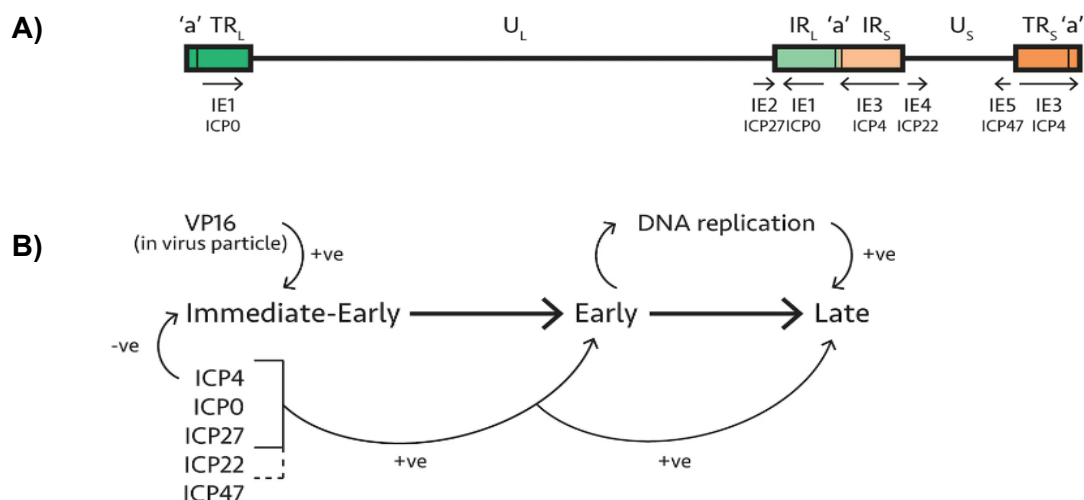 A)
'a' TRL UL IRL 'a' IRS US TRS 'a'
IE1 IE2 IE1 IE3 IE4 IE5 IE3
ICP0 ICP27 ICP0 ICP4 ICP22 ICP47 ICP4
B)
VP16
(in virus particle)
+ve
DNA replication
+ve
Immediate-Early Early Late
-ve
ICP4
ICP0
ICP27
ICP22
ICP47
+ve
+ve